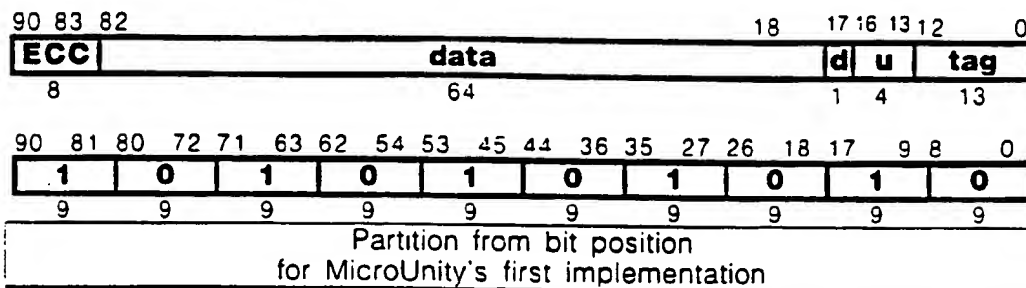 90 83 82 18 17 16 13 12 0
ECC data d u tag
8 64 1 4 13
90 81 80 72 71 63 62 54 53 45 44 36 35 27 26 18 17 9 8 0
1 0 1 0 1 0 1 0 1 0
9 9 9 9 9 9 9 9 9 9
Partition from bit position
for MicroUnity's first implementation